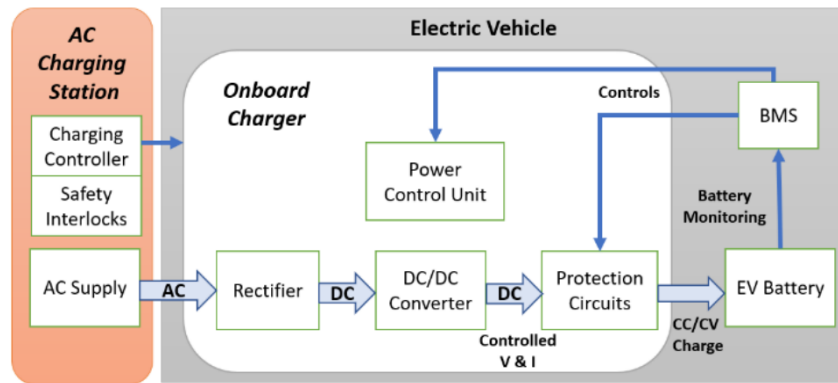 AC
Charging
Station
Electric Vehicle
Onboard
Charger
Controls
BMS
Charging
Controller
Safety
Interlocks
Power
Control Unit
Battery
Monitoring
AC Supply
AC
Rectifier
DC
DC/DC
Converter
DC
Protection
Circuits
EV Battery
Controlled
V & I
CC/CV
Charge